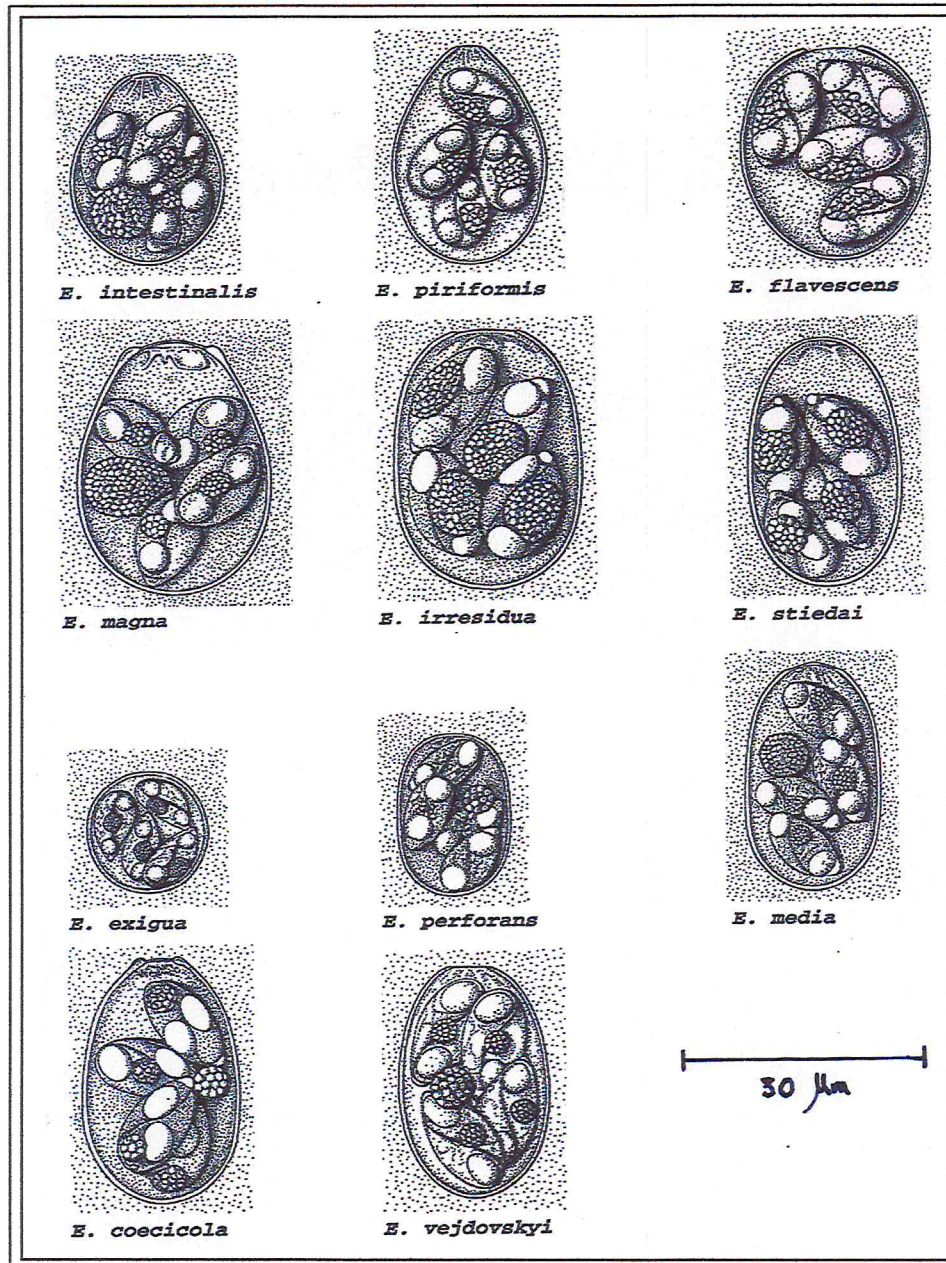 E. intestinalis
E. piriformis
E. flavescens
E. magna
E. irresidua
E. stiedai
E. exigua
E. perforans
E. media
E. coecicola
E. vejdovskyi
30 µm